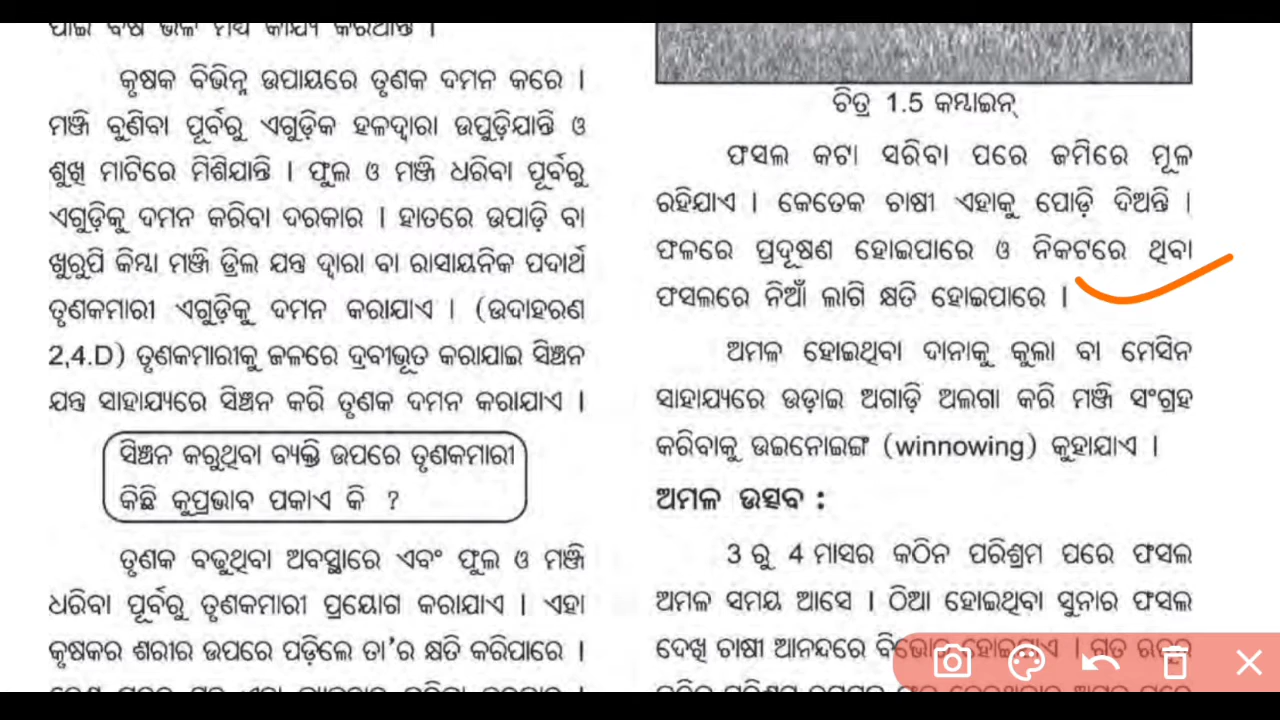 କୃଷକ ବିଭିନ୍ନ ଉପାୟରେ ତୃଣକ ଦମନ କରେ ।
ମଞ୍ଜି ବୁଣିବା ପୂର୍ବରୁ ଏଗୁଡ଼ିକ ହଳଦ୍ୱାରା ଉପୁଡ଼ିଯାନ୍ତି ଓ
ଶୁଖି ମାଟିରେ ମିଶିଯାନ୍ତି । ଫୁଲ ଓ ମଞ୍ଜି ଧରିବା ପୂର୍ବରୁ
ଏଗୁଡ଼ିକୁ ଦମନ କରିବା ଦରକାର । ହାତରେ ଉପାଡ଼ି ବା
ଖୁରୁପି କିମ୍ୱା ମଞ୍ଜି ଡ୍ରିଲ ଯନ୍ତ୍ର ଦ୍ୱାରା ବା ରାସାୟନିକ ପଦାର୍ଥ
ତୃଣକମାରୀ ଏଗୁଡ଼ିକୁ ଦମନ କରାଯାଏ । (ଉଦାହରଣ
2,4.D) ତୃଣକମାରୀକୁ ଜଳରେ ଦ୍ରବୀଭୂତ କରାଯାଇ ସିଞ୍ଚନ
ଯନ୍ତ୍ର ସାହାଯ୍ୟରେ ସିଞ୍ଚନ କରି ତୃଣକ ଦମନ କରାଯାଏ ।
ସିଞ୍ଚନ କରୁଥିବା ବ୍ୟକ୍ତି ଉପରେ ତୃଣକମାରୀ
କିଛି କୁପ୍ରଭାବ ପକାଏ କି ?
ତୃଣକ ବଢୁଥିବା ଅବସ୍ଥାରେ ଏବଂ ଫୁଲ ଓ ମଞ୍ଜି
ଧରିବା ପୂର୍ବରୁ ତୃଣକମାରୀ ପ୍ରୟୋଗ କରାଯାଏ । ଏହା
କୃଷକର ଶରୀର ଉପରେ ପଡ଼ିଲେ ତା'ର କ୍ଷତି କରିପାରେ ।
ଚିତ୍ର 1.5 କମ୍ୱାଇନ୍
ଫସଲ କଟା ସରିବା ପରେ ଜମିରେ ମୂଳ
ରହିଯାଏ । କେତେକ ଚାଷୀ ଏହାକୁ ପୋଡ଼ି ଦିଅନ୍ତି ।
ଫଳରେ ପ୍ରଦୂଷଣ ହୋଇପାରେ ଓ ନିକଟରେ ଥିବା
ଫସଲରେ ନିଆଁ ଲାଗି କ୍ଷତି ହୋଇପାରେ ।
ଅମଳ ହୋଇଥିବା ଦାନାକୁ କୁଲା ବା ମେସିନ
ସାହାଯ୍ୟରେ ଉଡ଼ାଇ ଅଗାଡ଼ି ଅଲଗା କରି ମଞ୍ଜି ସଂଗ୍ରହ
କରିବାକୁ ଉଇନୋଇଙ୍ଗ (winnowing) କୁହାଯାଏ ।
ଅମଳ ଉତ୍ସବ :
3 ରୁ 4 ମାସର କଠିନ ପରିଶ୍ରମ ପରେ ଫସଲ
ଅମଳ ସମୟ ଆସେ । ଠିଆ ହୋଇଥିବା ସୁନାର ଫସଲ
ଦେଖି ଚାଷୀ ଆନନ୍ଦରେ